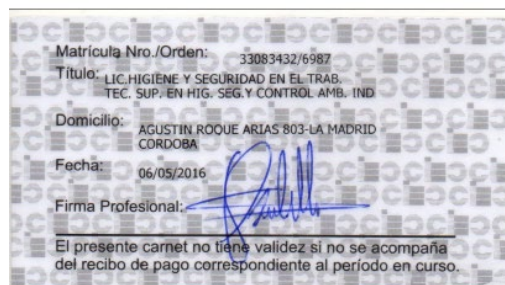 Matrícula Nro./Orden: 33083432/6987
Título: LIC.HIGIENE Y SEGURIDAD EN EL TRAB.
TEC. SUP. EN HIG. SEG.Y CONTROL AMB. IND
Domicilio: AGUSTIN ROQUE ARIAS 803-LA MADRID
CORDOBA
Fecha: 06/05/2016
Firma Profesional:
El presente carnet no tiene validez si no se acompaña
del recibo de pago correspondiente al período en curso.